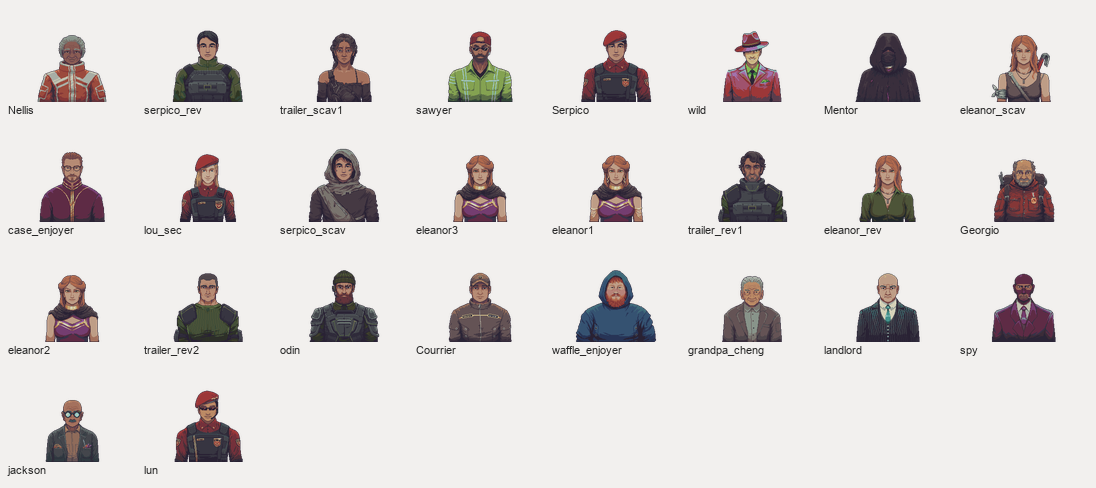 Nellis
serpico_rev
trailer_scav1
sawyer
Serpico
wild
Mentor
eleanor_scav
case_enjoyer
lou_sec
serpico_scav
eleanor3
eleanor1
trailer_rev1
eleanor_rev
Georgio
eleanor2
trailer_rev2
odin
Courrier
waffle_enjoyer
grandpa_cheng
landlord
spy
jackson
lun